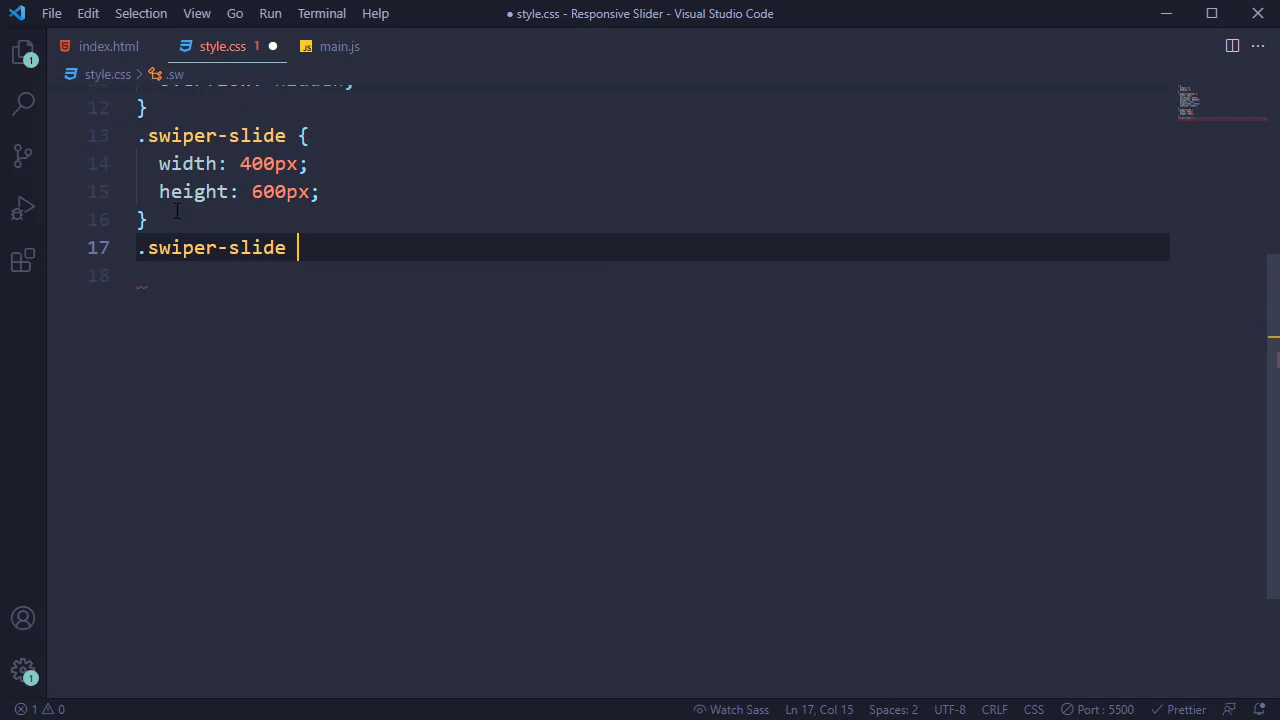 File Edit Selection View Go Run Terminal Help
● style.css - Responsive Slider - Visual Studio Code
index.html
style.css 1
JS main.js
style.css > .sw
12 }
13 .swiper-slide {
14 width: 400px;
15 height: 600px;
16 }
17 .swiper-slide
18
1
1
1 0
Watch Sass Ln 17, Col 15 Spaces: 2 UTF-8 CRLF CSS Port : 5500 Prettier